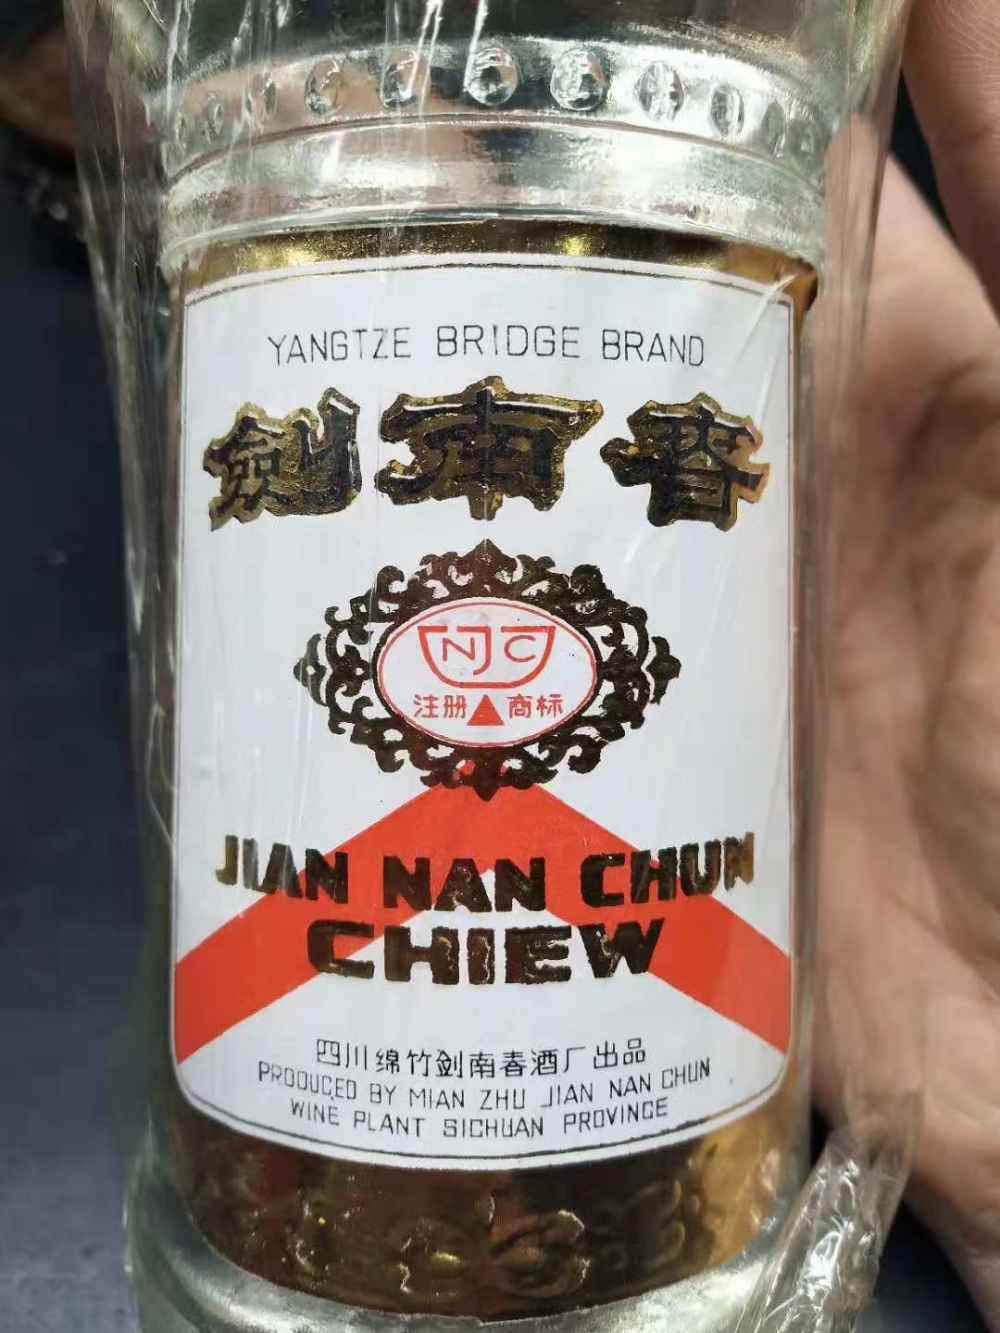 YANGTZE BRIDGE BRAND
劍南春
NJC
注册 商标
JIAN NAN CHUN
CHIEW
四川绵竹剑南春酒厂出品
PRODUCED BY MIAN ZHU JIAN NAN CHUN
WINE PLANT SICHUAN PROVINCE